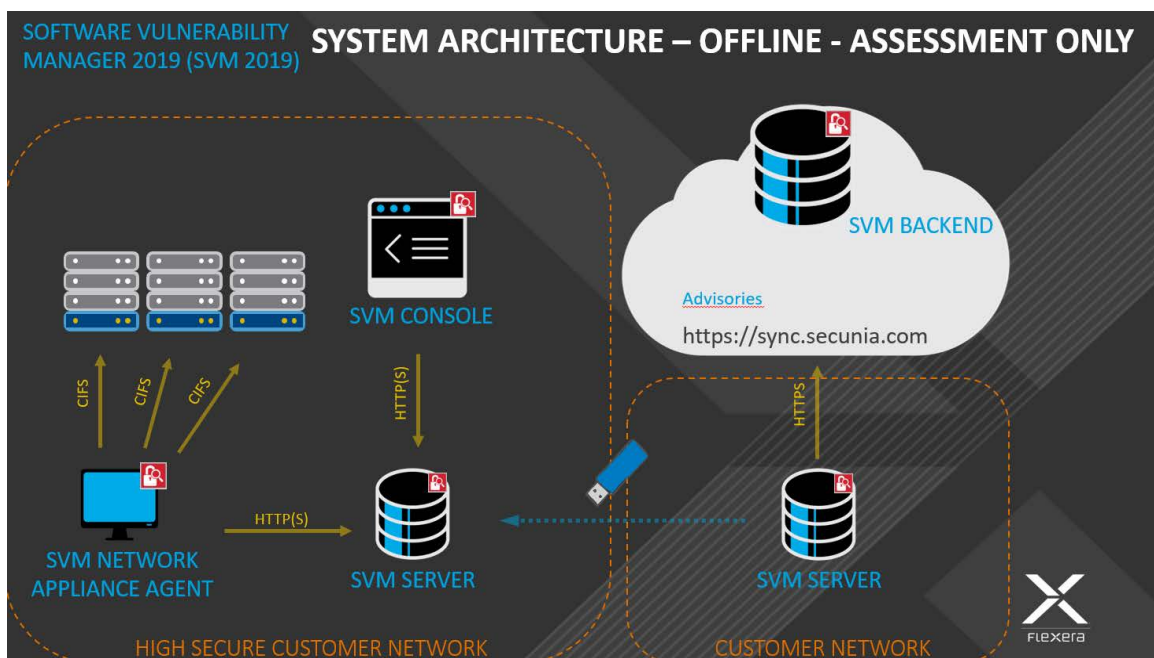 SOFTWARE VULNERABILITY
MANAGER 2019 (SVM 2019)
SYSTEM ARCHITECTURE – OFFLINE - ASSESSMENT ONLY
SVM BACKEND
Advisories
https://sync.secunia.com
SVM CONSOLE
CIFS
CIFS
CIFS
HTTP(S)
HTTPS
HTTP(S)
SVM NETWORK
APPLIANCE AGENT
SVM SERVER
SVM SERVER
HIGH SECURE CUSTOMER NETWORK
CUSTOMER NETWORK
FLEXera